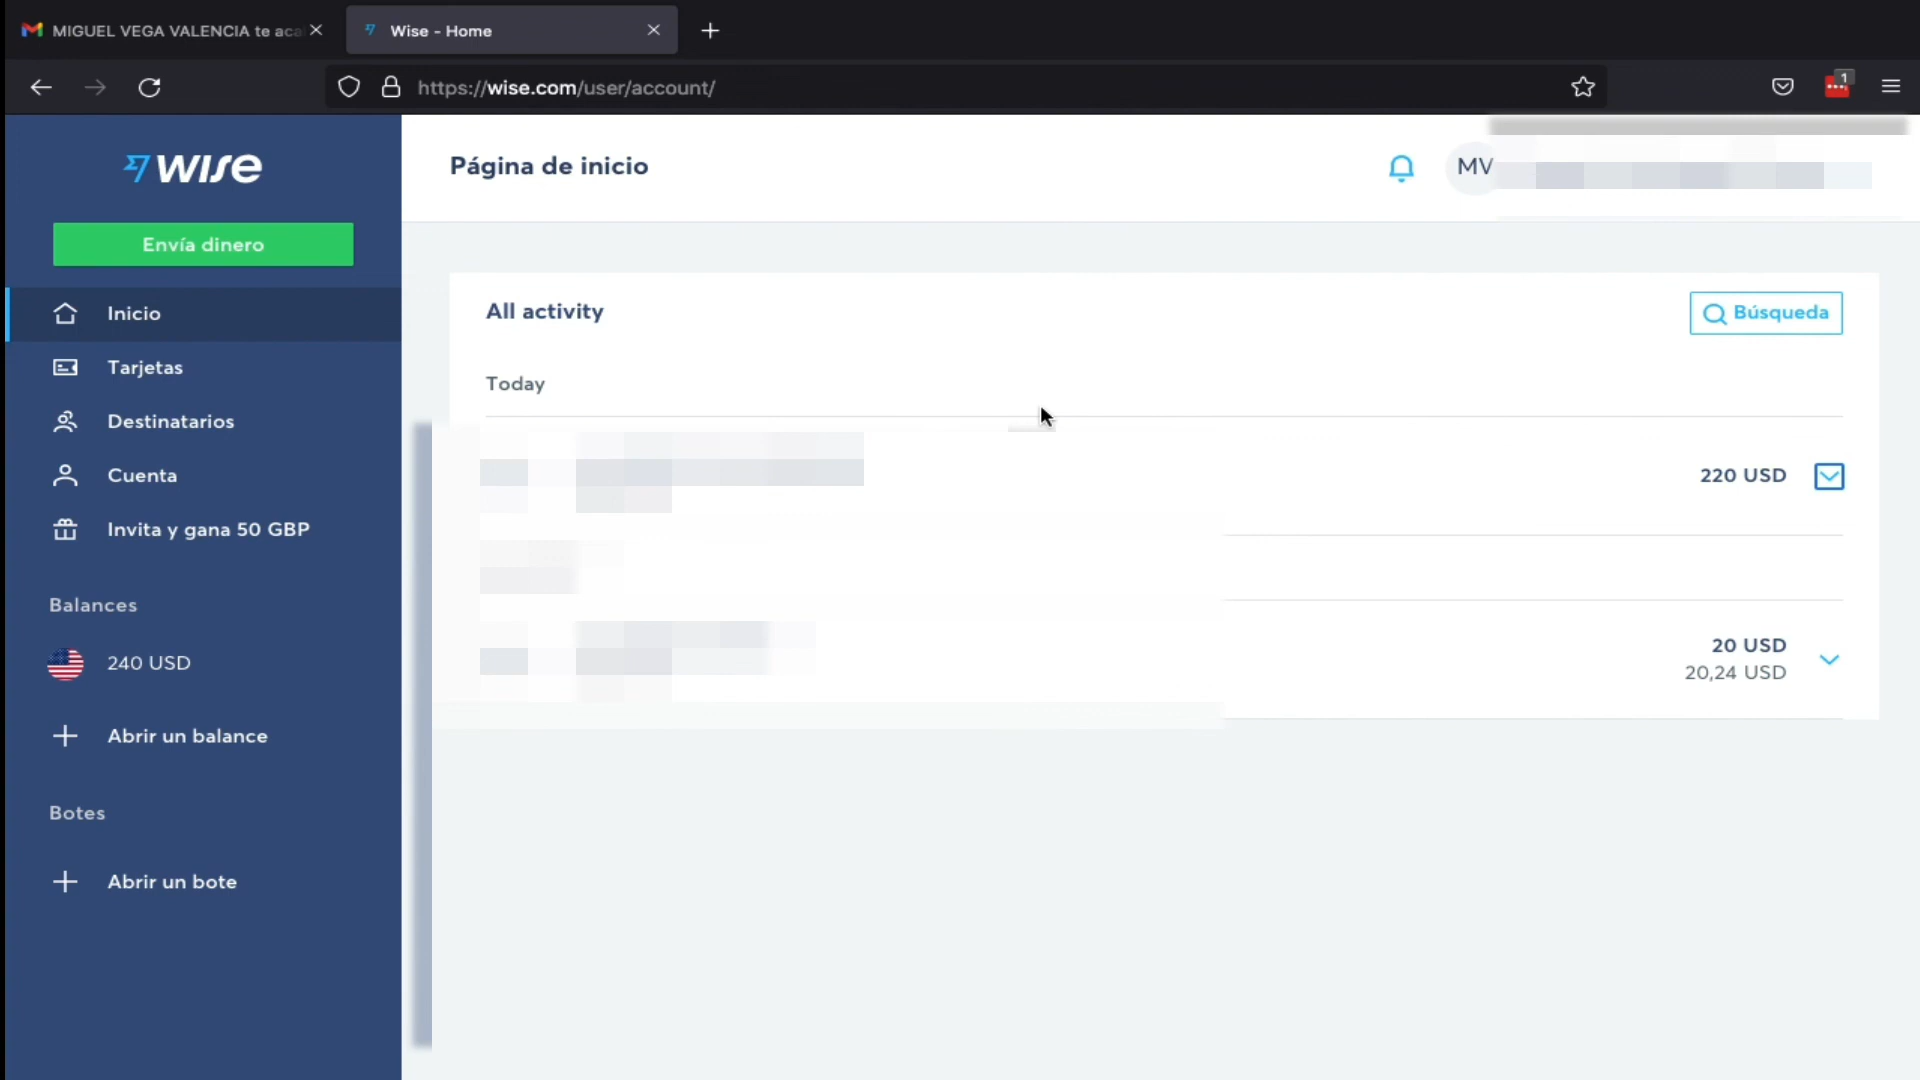 MIGUEL VEGA VALENCIA te aca
Wise - Home
https://wise.com/user/account/
1
WISE
Página de inicio
MV
Envía dinero
Inicio
Tarjetas
Destinatarios
Cuenta
Invita y gana 50 GBP
Balances
240 USD
Abrir un balance
Botes
Abrir un bote
All activity
Búsqueda
Today
220 USD
20 USD
20,24 USD